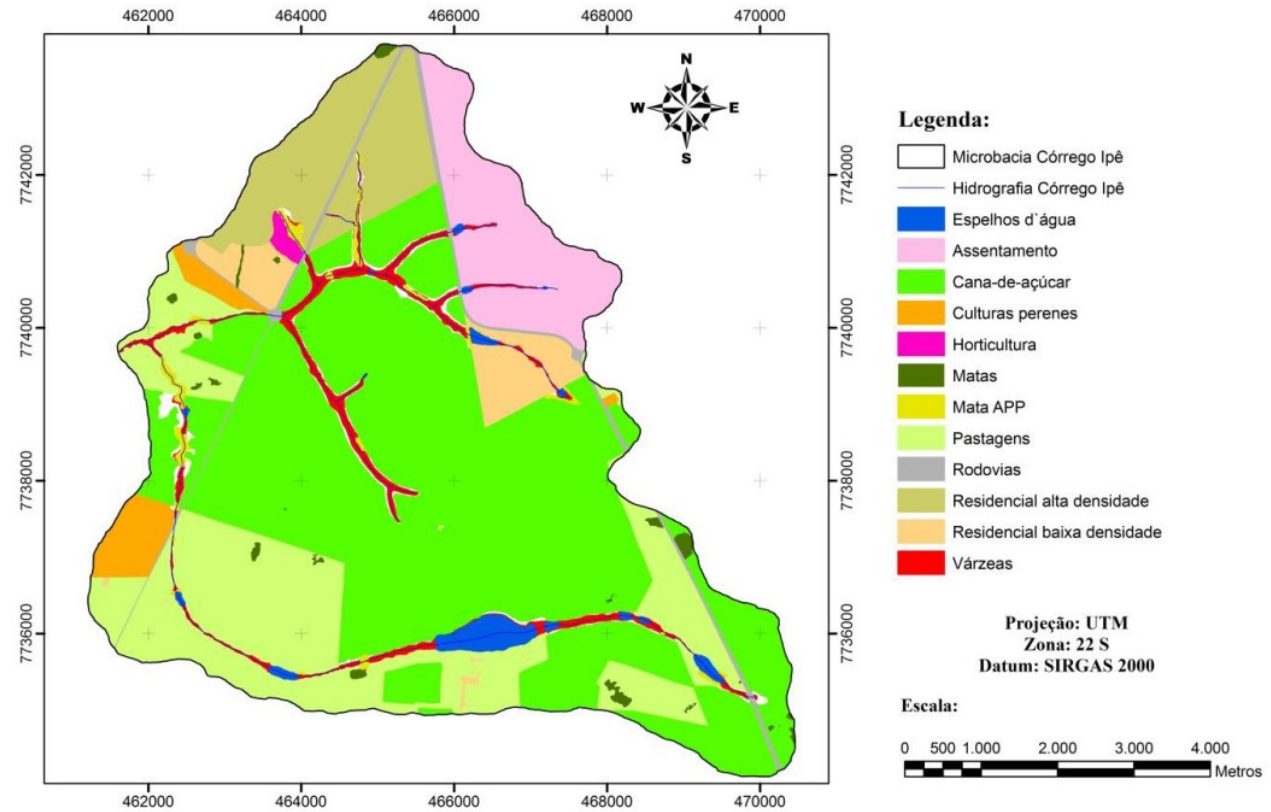 462000 464000 466000 468000 470000
N
W E
S
7742000 7742000
7740000 7740000
7738000 7738000
7736000 7736000
462000 464000 466000 468000 470000
Legenda:
Microbacia Córrego Ipê
Hidrografia Córrego Ipê
Espelhos d`água
Assentamento
Cana-de-açúcar
Culturas perenes
Horticultura
Matas
Mata APP
Pastagens
Rodovias
Residencial alta densidade
Residencial baixa densidade
Várzeas
Projeção: UTM
Zona: 22 S
Datum: SIRGAS 2000
Escala:
0 500 1.000 2.000 3.000 4.000
Metros